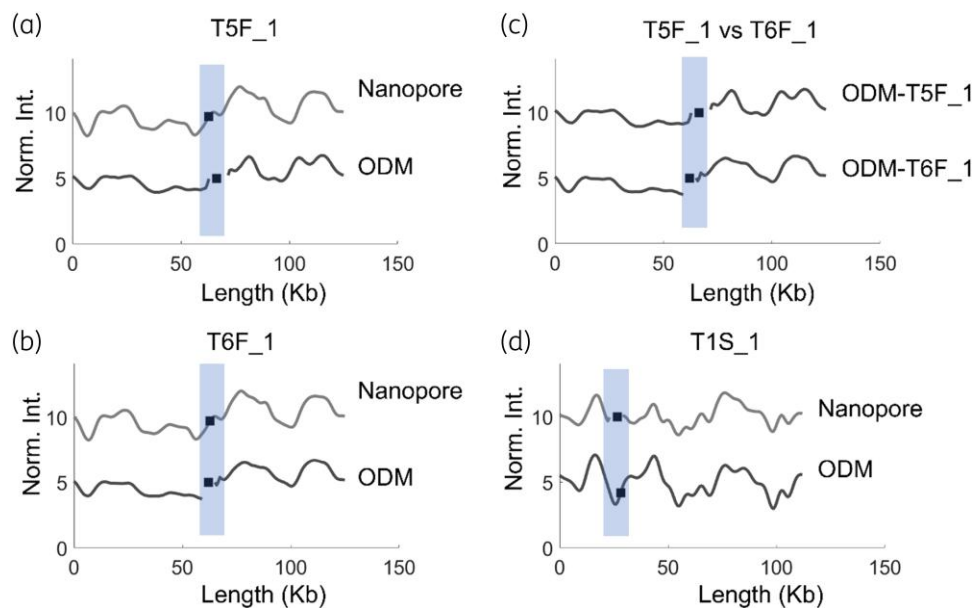 (a)
T5F_1
Norm. Int.
10
5
0
Nanopore
ODM
0 50 100 150
Length (Kb)
(c)
T5F_1 vs T6F_1
Norm. Int.
10
5
0
ODM-T5F_1
ODM-T6F_1
0 50 100 150
Length (Kb)
(b)
T6F_1
Norm. Int.
10
5
0
Nanopore
ODM
0 50 100 150
Length (Kb)
(d)
T1S_1
Norm. Int.
10
5
0
Nanopore
ODM
0 50 100 150
Length (Kb)